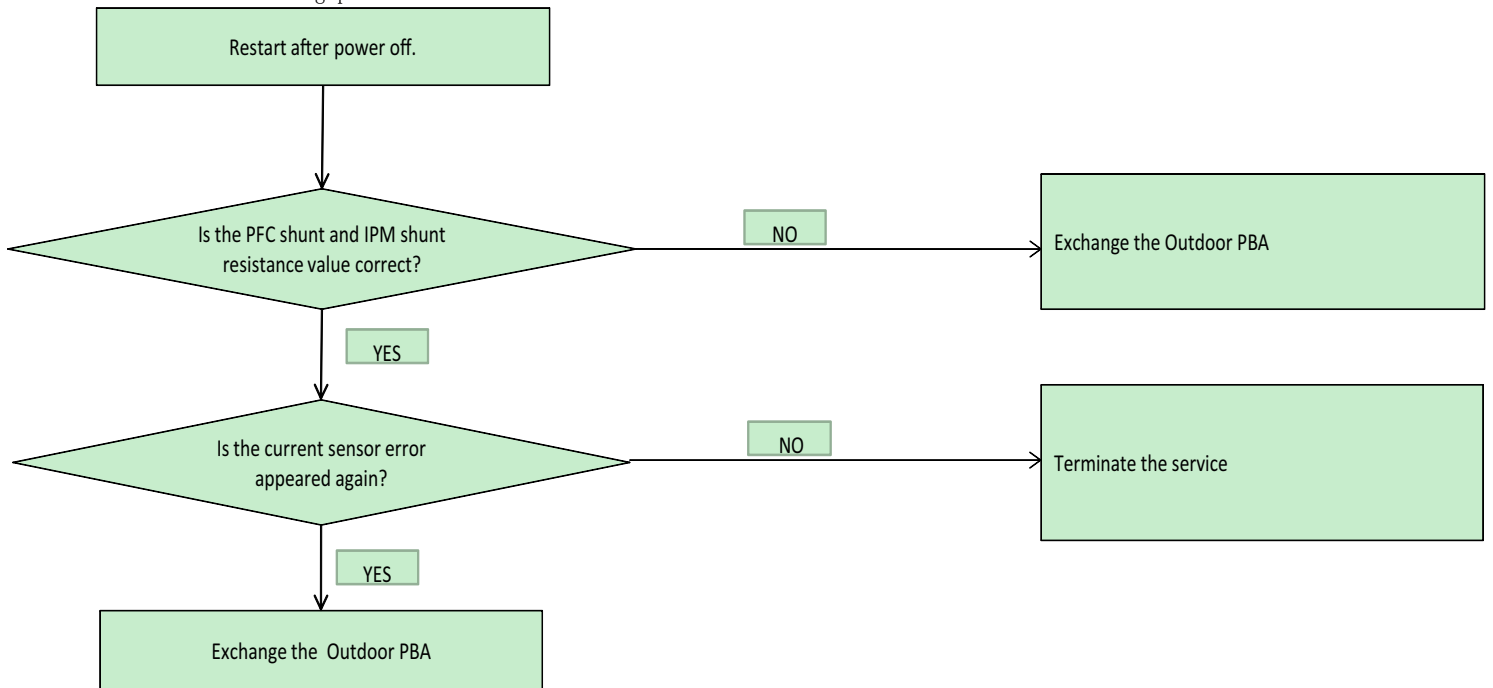 Restart after power off.
Is the PFC shunt and IPM shunt
resistance value correct?
NO
Exchange the Outdoor PBA
YES
Is the current sensor error
appeared again?
NO
Terminate the service
YES
Exchange the Outdoor PBA